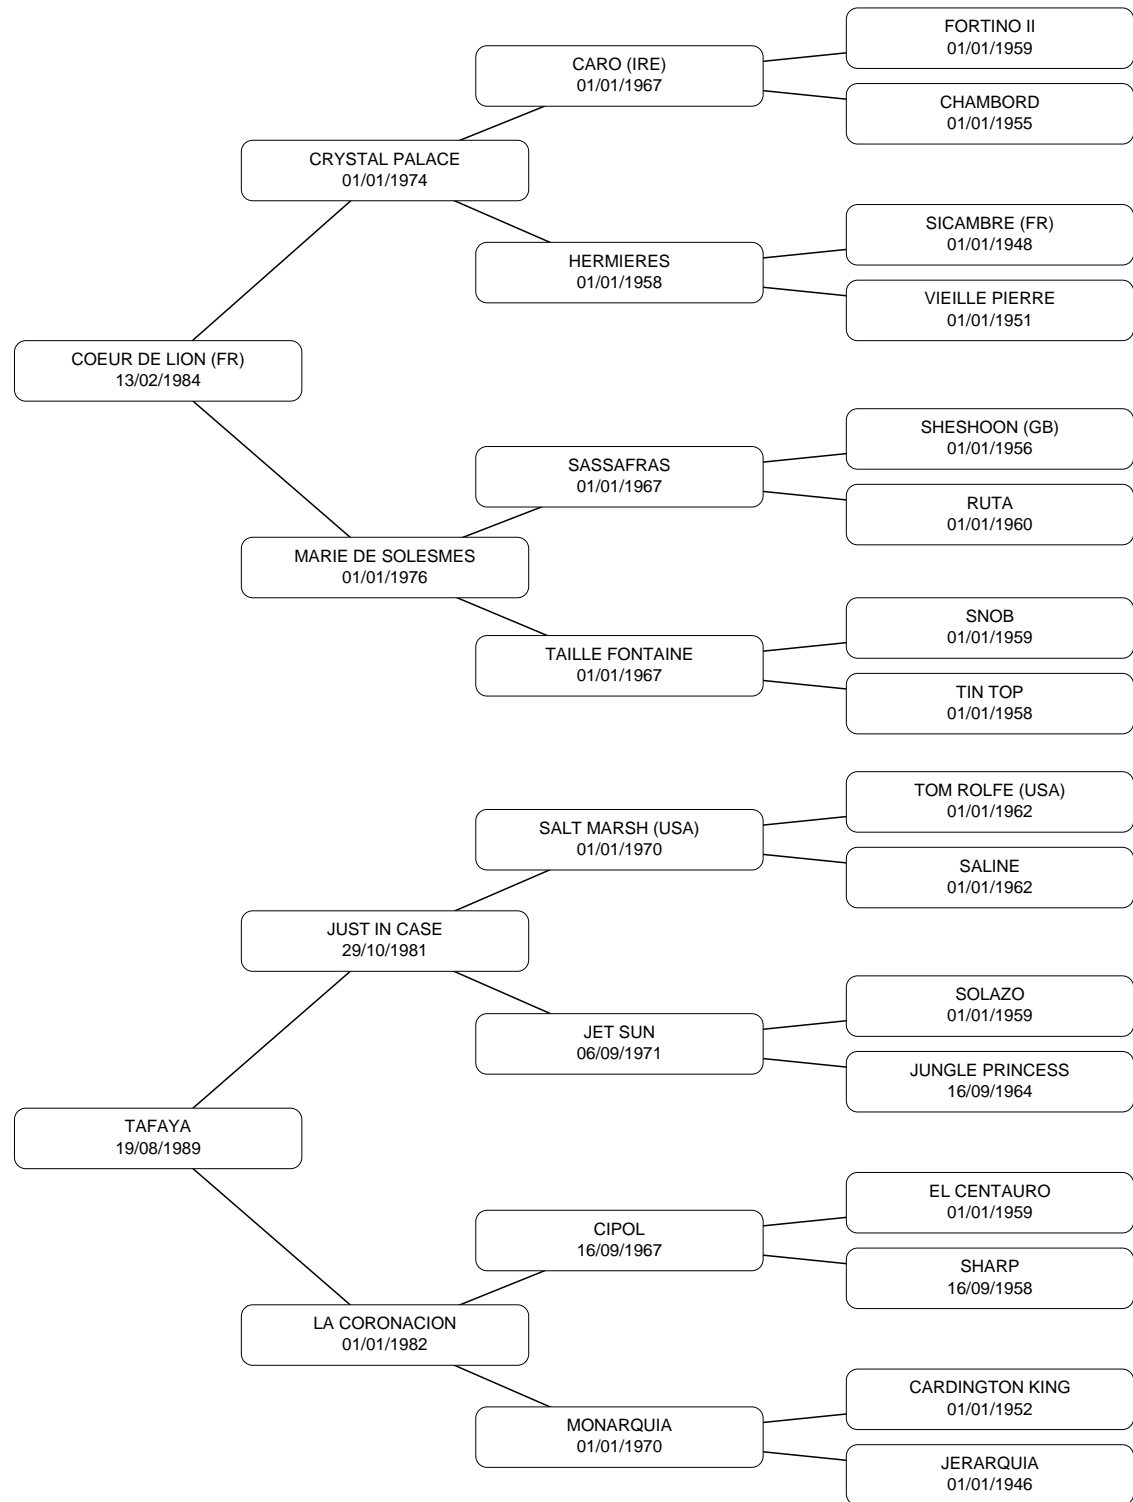 FORTINO II
01/01/1959
CARO (IRE)
01/01/1967
CHAMBORD
01/01/1955
CRYSTAL PALACE
01/01/1974
SICAMBRE (FR)
01/01/1948
HERMIERES
01/01/1958
VIEILLE PIERRE
01/01/1951
COEUR DE LION (FR)
13/02/1984
SHESHOON (GB)
01/01/1956
SASSAFRAS
01/01/1967
RUTA
01/01/1960
MARIE DE SOLESMES
01/01/1976
SNOB
01/01/1959
TAILLE FONTAINE
01/01/1967
TIN TOP
01/01/1958
TOM ROLFE (USA)
01/01/1962
SALT MARSH (USA)
01/01/1970
SALINE
01/01/1962
JUST IN CASE
29/10/1981
SOLAZO
01/01/1959
JET SUN
06/09/1971
JUNGLE PRINCESS
16/09/1964
TAFAYA
19/08/1989
EL CENTAURO
01/01/1959
CIPOL
16/09/1967
SHARP
16/09/1958
LA CORONACION
01/01/1982
CARDINGTON KING
01/01/1952
MONARQUIA
01/01/1970
JERARQUIA
01/01/1946